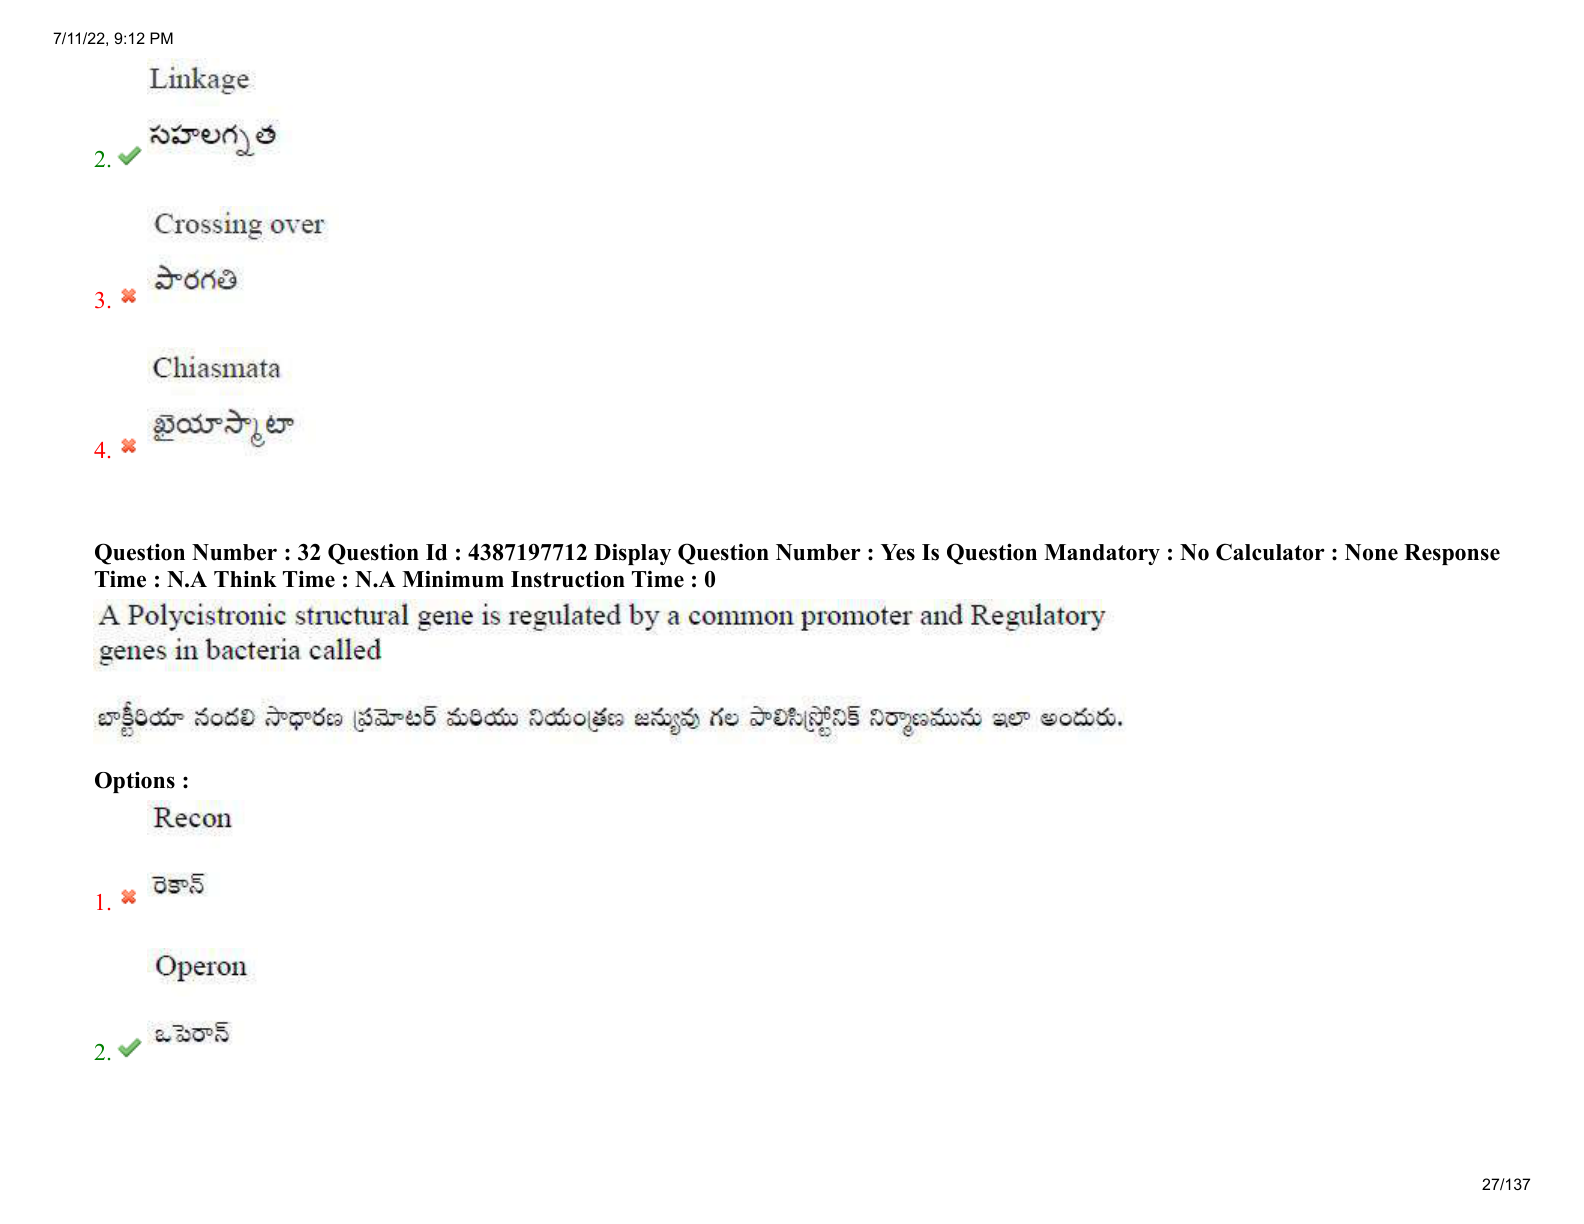 7/11/22, 9:12 PM
Linkage
సహలగ్నత
2.
Crossing over
పారగతి
3.
Chiasmata
ఖైయాస్మాటా
4.
Question Number : 32 Question Id : 4387197712 Display Question Number : Yes Is Question Mandatory : No Calculator : None Response
Time : N.A Think Time : N.A Minimum Instruction Time : 0
A Polycistronic structural gene is regulated by a common promoter and Regulatory
genes in bacteria called
బాక్టీరియా నందలి సాధారణ ప్రమోటర్ మరియు నియంత్రణ జన్యువు గల పాలిసిస్ట్రోనిక్ నిర్మాణమును ఇలా అందురు.
Options :
Recon
రెకాన్
1.
Operon
ఒపెరాన్
2.
27/137